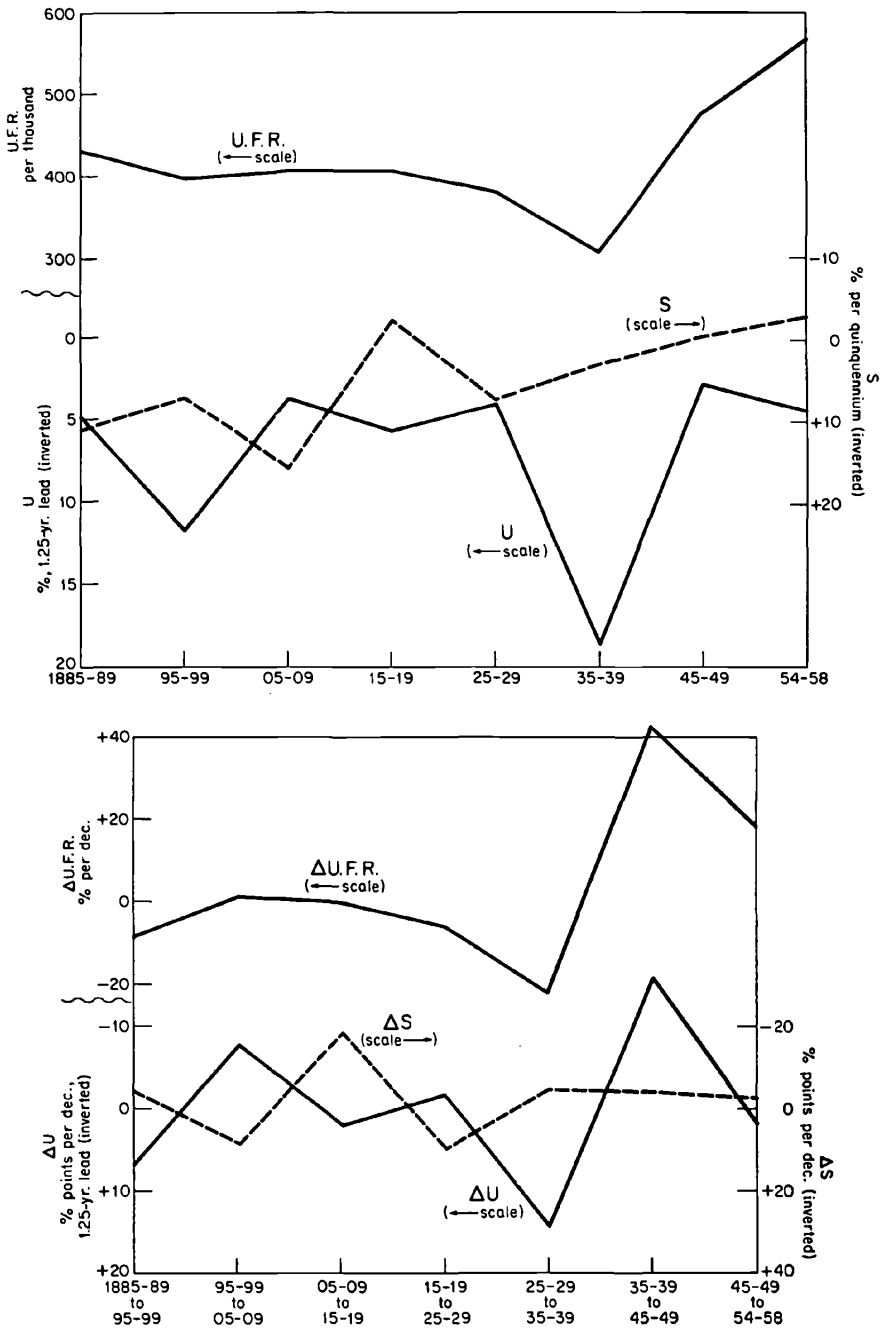 600
500
400
300
U.F.R.
per thousand
U.F.R.
(← scale)
0
5
10
15
20
U
%, 1.25-yr. lead (inverted)
S
(scale →)
U
(← scale)
-10
0
+10
+20
S
% per quinquennium (inverted)
1885-89 95-99 05-09 15-19 25-29 35-39 45-49 54-58
+40
+20
0
-20
ΔU.F.R.
% per dec.
ΔU.F.R.
(← scale)
-10
0
+10
+20
ΔU
% points per dec.,
1.25-yr. lead (inverted)
ΔS
(scale →)
ΔU
(← scale)
-20
0
+20
+40
ΔS
% points per dec. (inverted)
1885-89 95-99 05-09 15-19 25-29 35-39 45-49
to to to to to to to
95-99 05-09 15-19 25-29 35-39 45-49 54-58